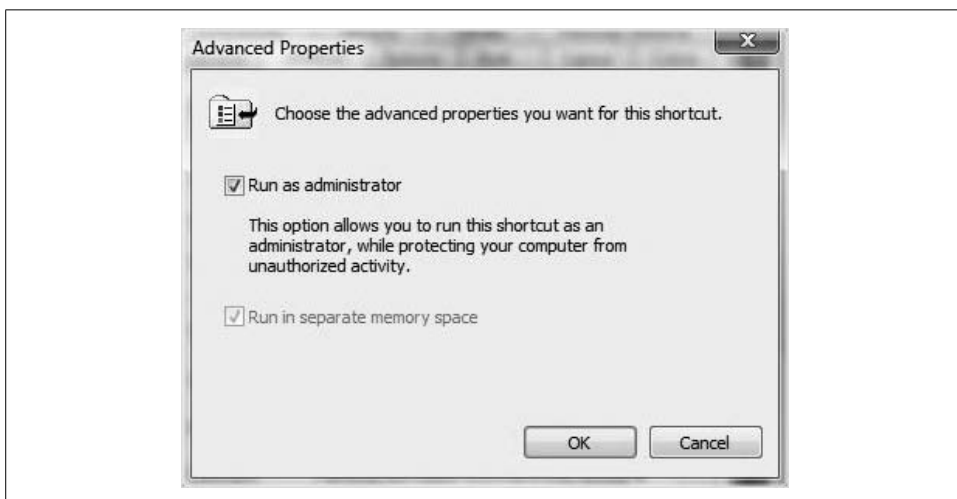 Advanced Properties
Choose the advanced properties you want for this shortcut.
Run as administrator
This option allows you to run this shortcut as an
administrator, while protecting your computer from
unauthorized activity.
Run in separate memory space
OK
Cancel